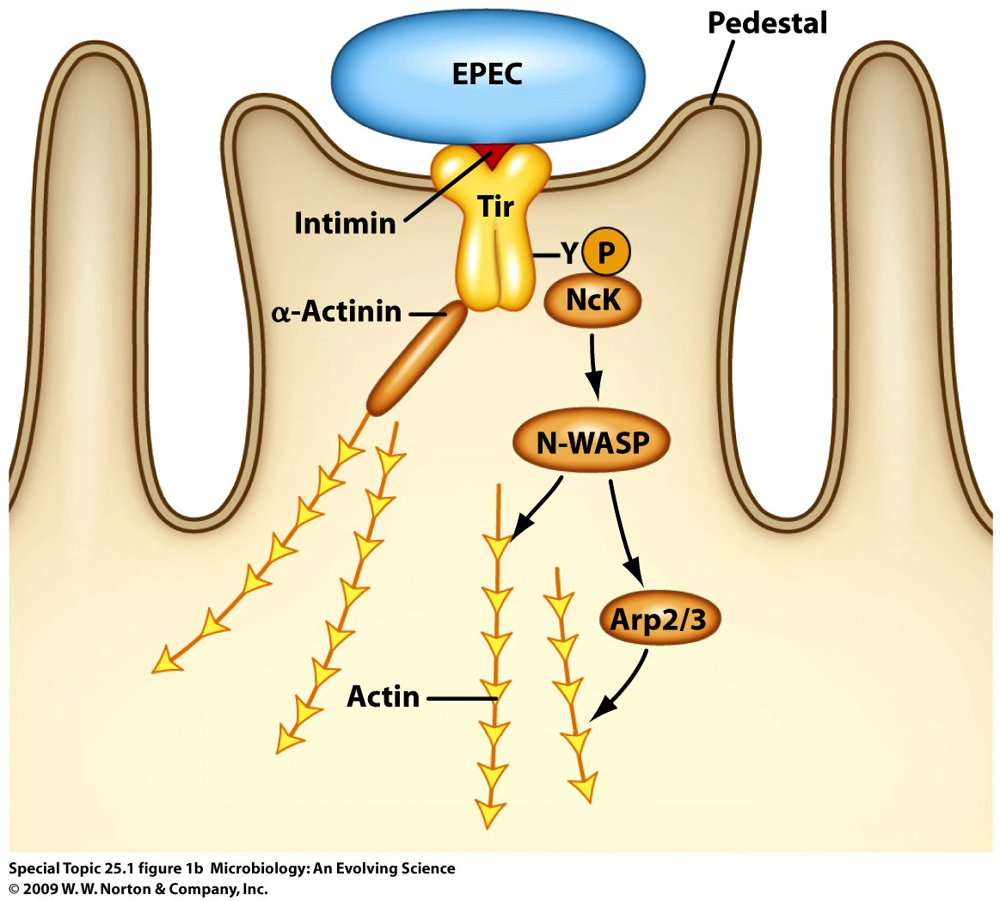 Pedestal
EPEC
Intimin
Tir
Y P
α-Actinin
NcK
N-WASP
Arp2/3
Actin
Special Topic 25.1 figure 1b Microbiology: An Evolving Science
© 2009 W. W. Norton & Company, Inc.